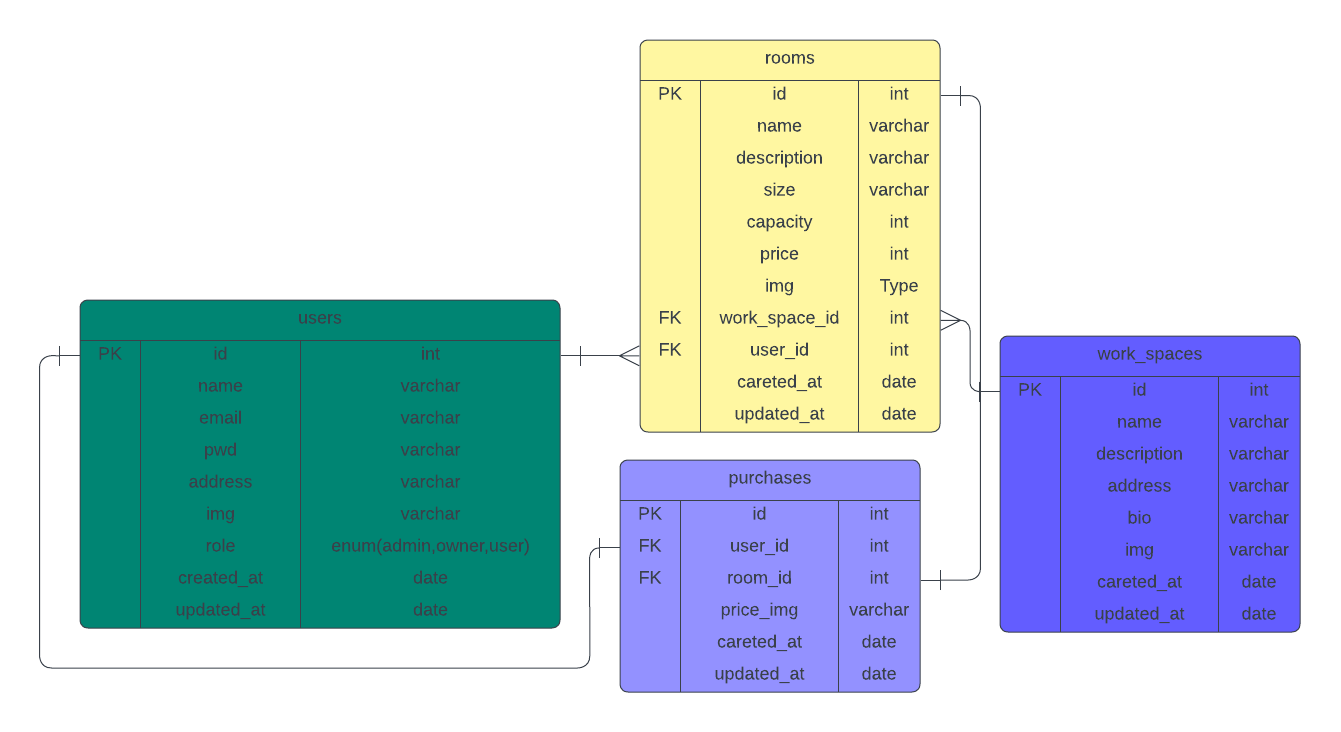 rooms
PK id int
name varchar
description varchar
size varchar
capacity int
price int
img Type
FK work_space_id int
FK user_id int
careted_at date
updated_at date
users
PK id int
name varchar
email varchar
pwd varchar
address varchar
img varchar
role enum(admin,owner,user)
created_at date
updated_at date
work_spaces
PK id int
name varchar
description varchar
address varchar
bio varchar
img varchar
careted_at date
updated_at date
purchases
PK id int
FK user_id int
FK room_id int
price_img varchar
careted_at date
updated_at date